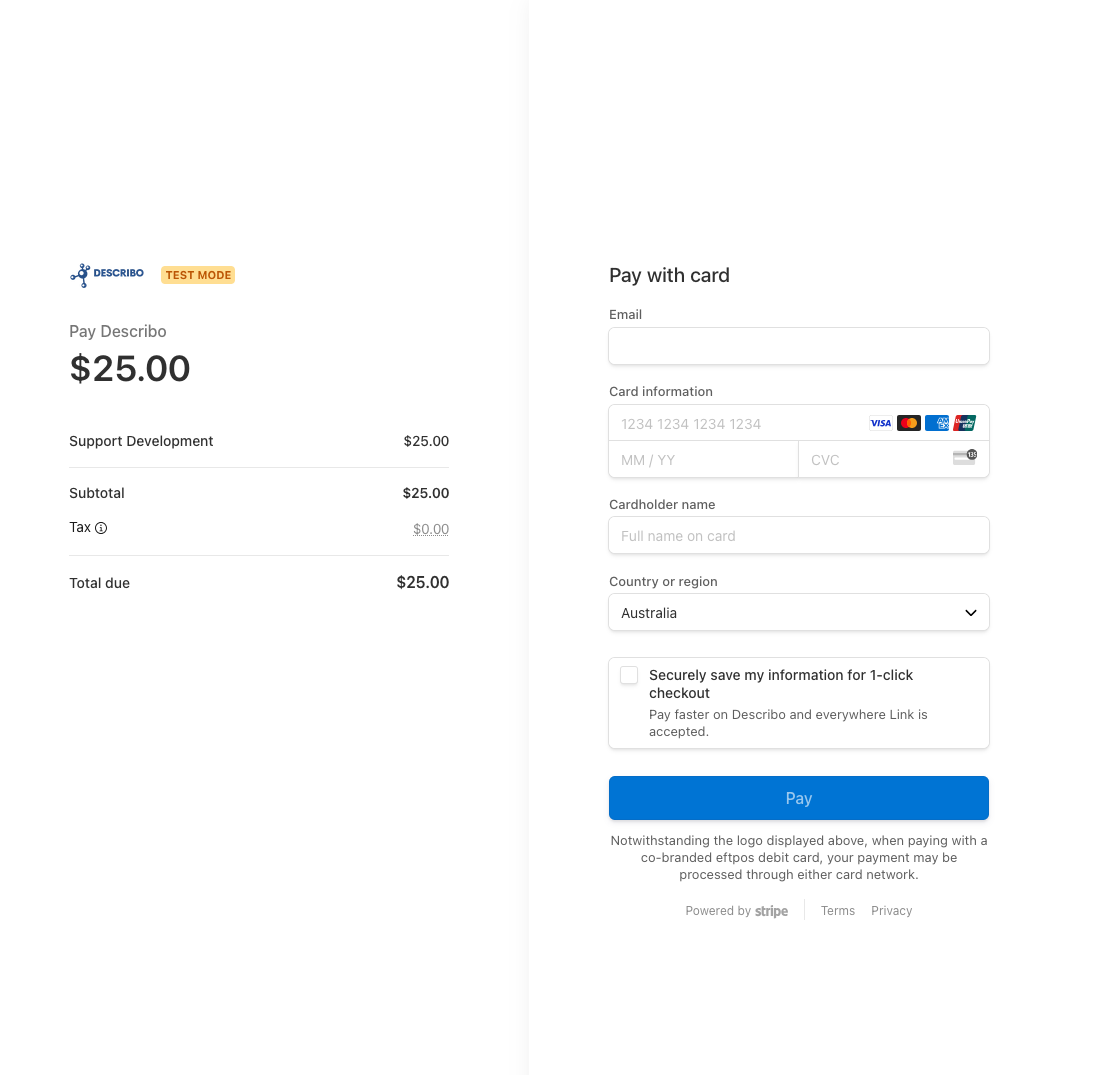 DESCRIBO
TEST MODE
Pay Describo
$25.00
Support Development $25.00
Subtotal $25.00
Tax $0.00
Total due $25.00
Pay with card
Email
Card information
1234 1234 1234 1234 VISA AM EX UnionPay
MM / YY CVC 135
Cardholder name
Full name on card
Country or region
Australia
Securely save my information for 1-click
checkout
Pay faster on Describo and everywhere Link is
accepted.
Pay
Notwithstanding the logo displayed above, when paying with a
co-branded eftpos debit card, your payment may be
processed through either card network.
Powered by stripe Terms Privacy